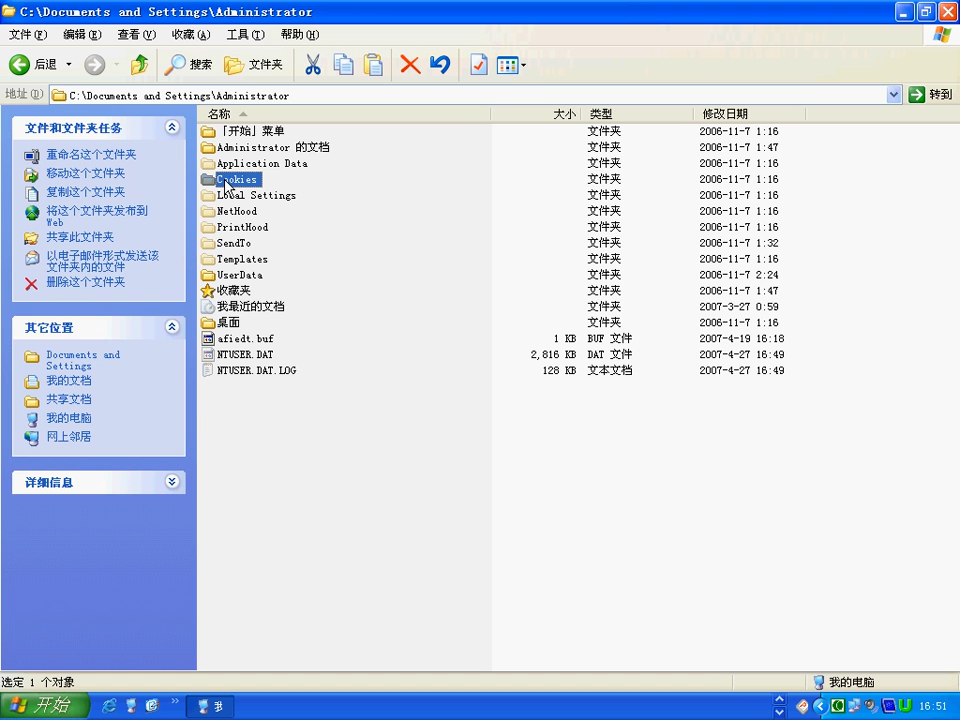 C:\Documents and Settings\Administrator
文件(F) 编辑(E) 查看(V) 收藏(A) 工具(T) 帮助(H)
后退 搜索 文件夹
地址(D) C:\Documents and Settings\Administrator 转到
文件和文件夹任务
重命名这个文件夹
移动这个文件夹
复制这个文件夹
将这个文件夹发布到
Web
共享此文件夹
以电子邮件形式发送该
文件夹内的文件
删除这个文件夹
其它位置
Documents and
Settings
我的文档
共享文档
我的电脑
网上邻居
详细信息
名称 大小 类型 修改日期
「开始」菜单 文件夹 2006-11-7 1:16
Administrator 的文档 文件夹 2006-11-7 1:47
Application Data 文件夹 2006-11-7 1:16
Cookies 文件夹 2006-11-7 1:16
Local Settings 文件夹 2006-11-7 1:16
NetHood 文件夹 2006-11-7 1:16
PrintHood 文件夹 2006-11-7 1:16
SendTo 文件夹 2006-11-7 1:32
Templates 文件夹 2006-11-7 1:16
UserData 文件夹 2006-11-7 2:24
收藏夹 文件夹 2006-11-7 1:47
我最近的文档 文件夹 2007-3-27 0:59
桌面 文件夹 2006-11-7 1:16
afiedt.buf 1 KB BUF 文件 2007-4-19 16:18
NTUSER.DAT 2,816 KB DAT 文件 2007-4-27 16:49
NTUSER.DAT.LOG 128 KB 文本文档 2007-4-27 16:49
选定 1 个对象 我的电脑
开始 我 16:51